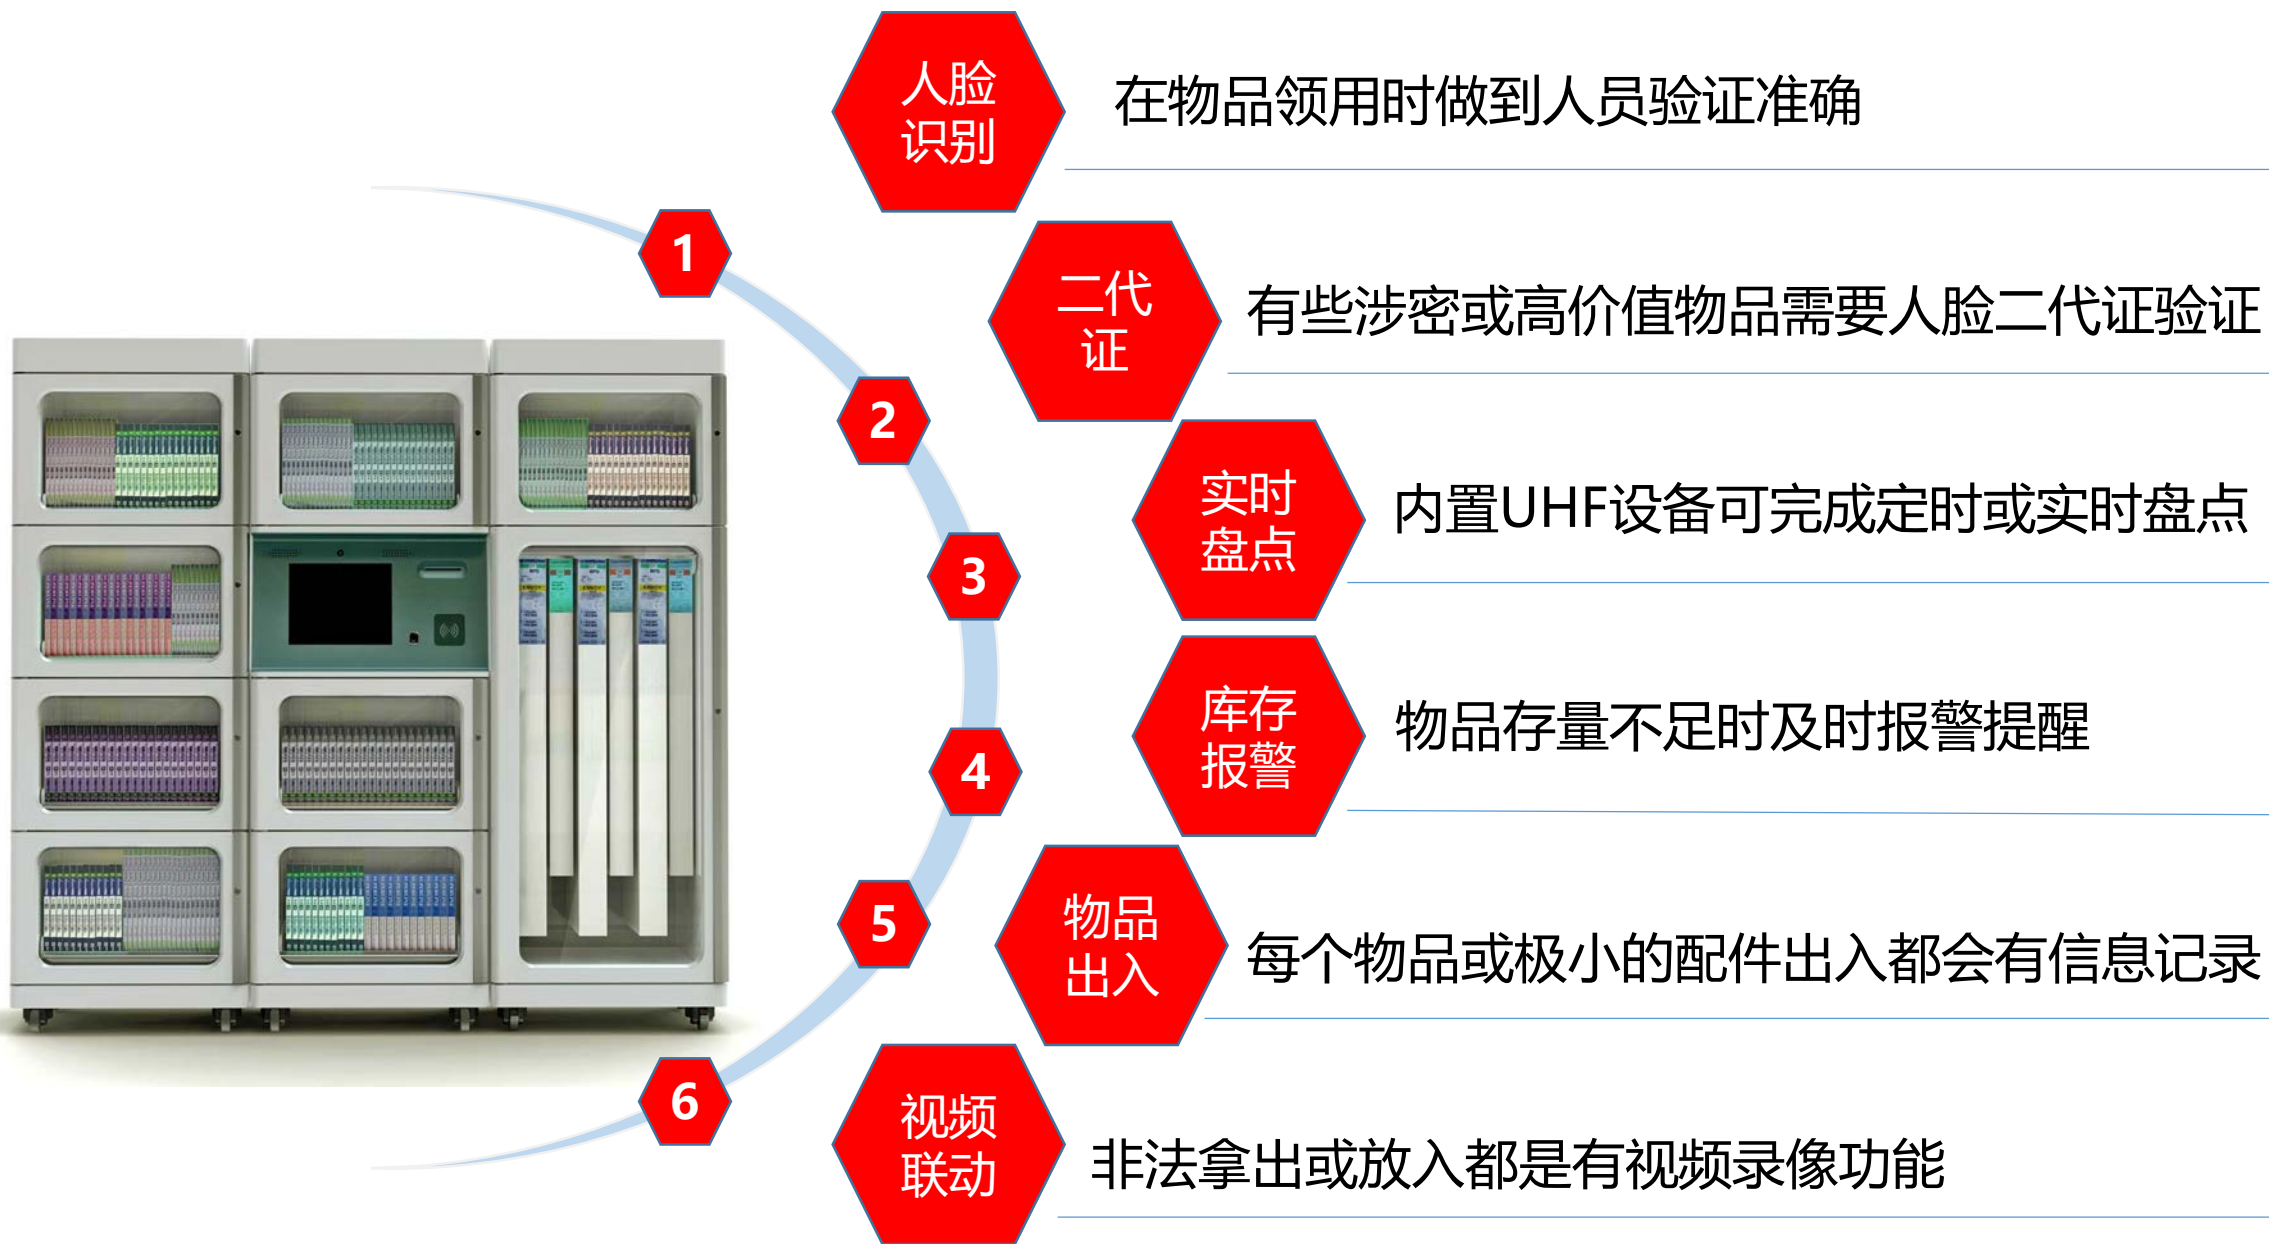 人脸
识别
在物品领用时做到人员验证准确
1
二代
证
有些涉密或高价值物品需要人脸二代证验证
2
实时
盘点
内置UHF设备可完成定时或实时盘点
3
库存
报警
物品存量不足时及时报警提醒
4
物品
出入
每个物品或极小的配件出入都会有信息记录
5
视频
联动
非法拿出或放入都是有视频录像功能
6